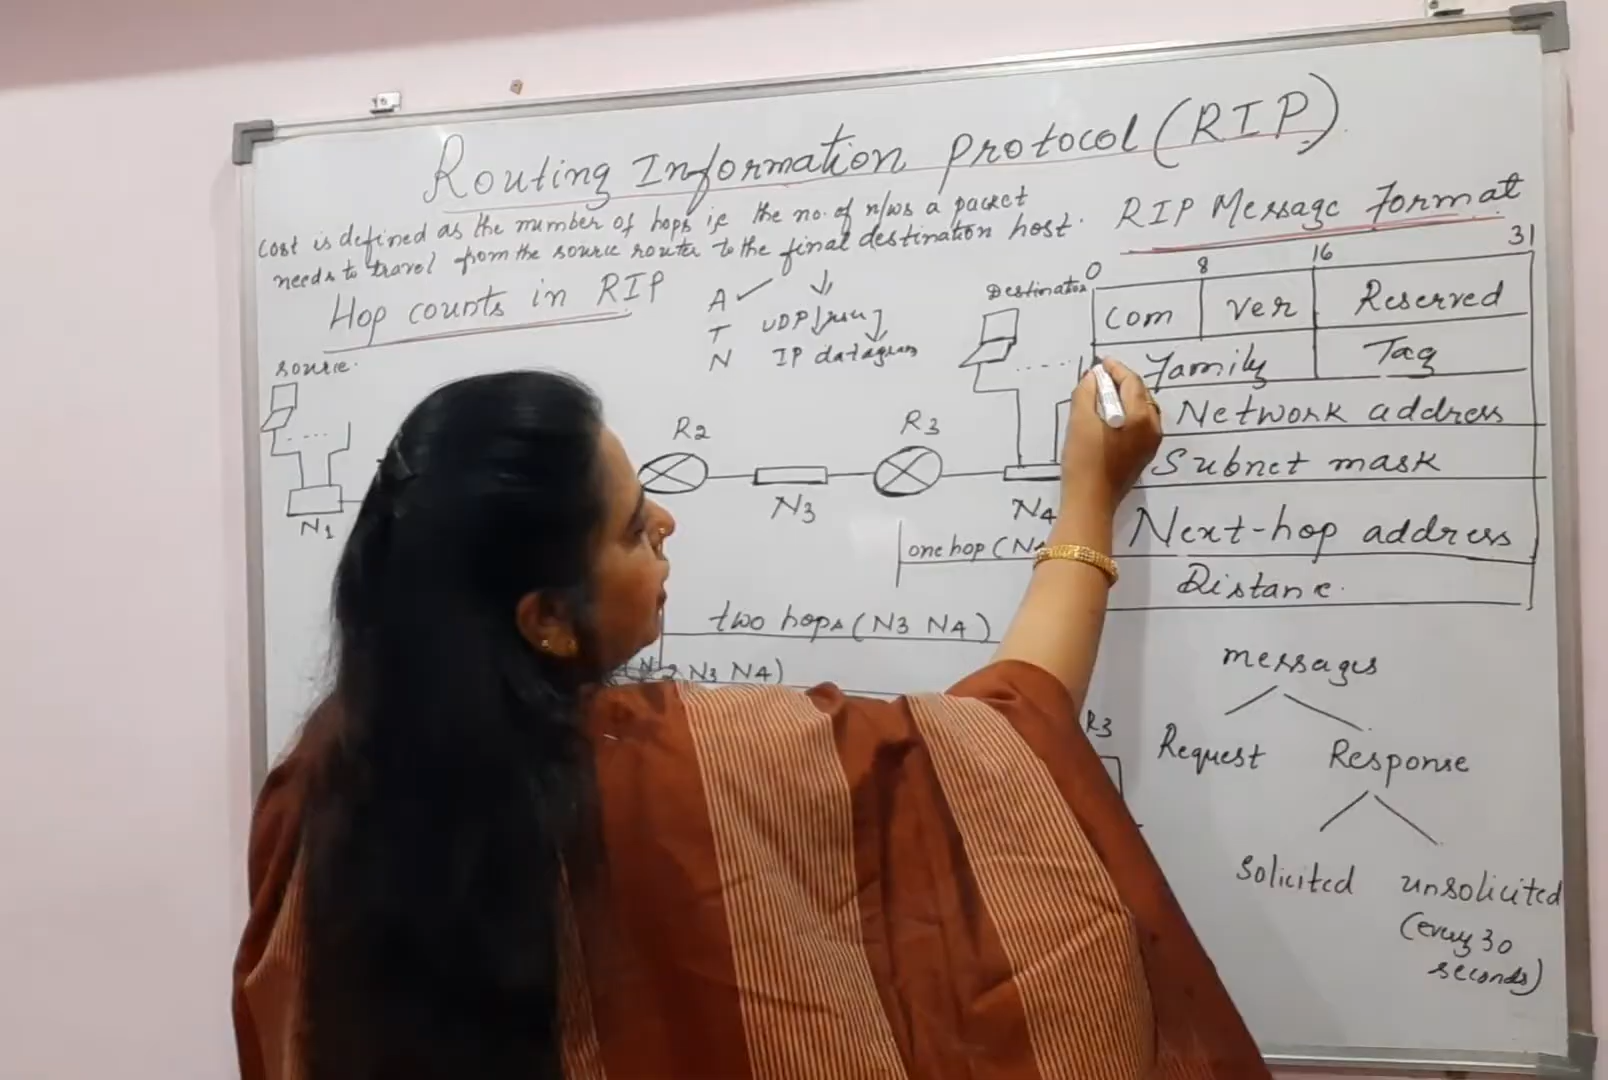 Routing Information Protocol (RIP)
cost is defined as the number of hops ie the no. of n/ws a packet
needs to travel from the source router to the final destination host.
Hop counts in RIP
A ✓
T UDP [
N IP datagram
source
N1
R2
N3
R3
N4
Destination
one hop (N
two hops (N3 N4)
N3 N4)
R3
RIP Message Format
0 8 16 31
Com Ver Reserved
Family Tag
Network address
Subnet mask
Next-hop address
Distance
messages
Request Response
Solicited unsolicited
(every 30
seconds)